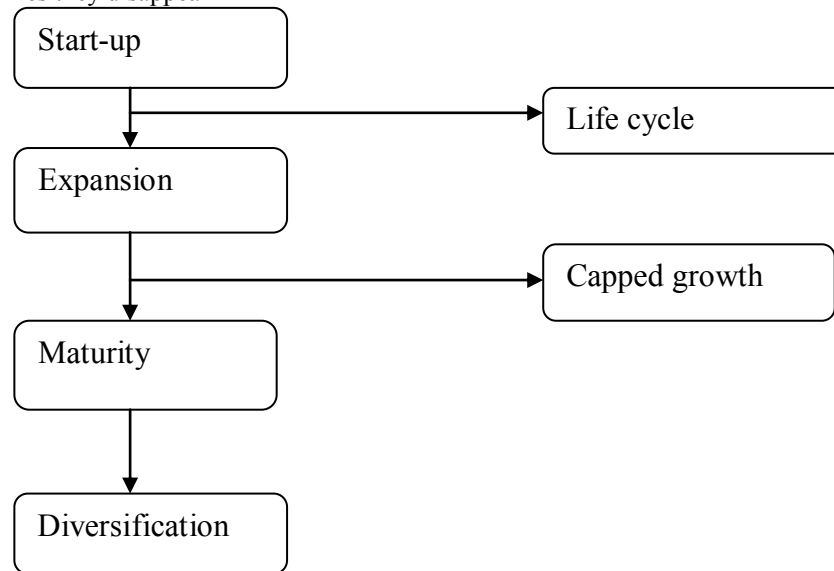 Start-up
Life cycle
Expansion
Capped growth
Maturity
Diversification